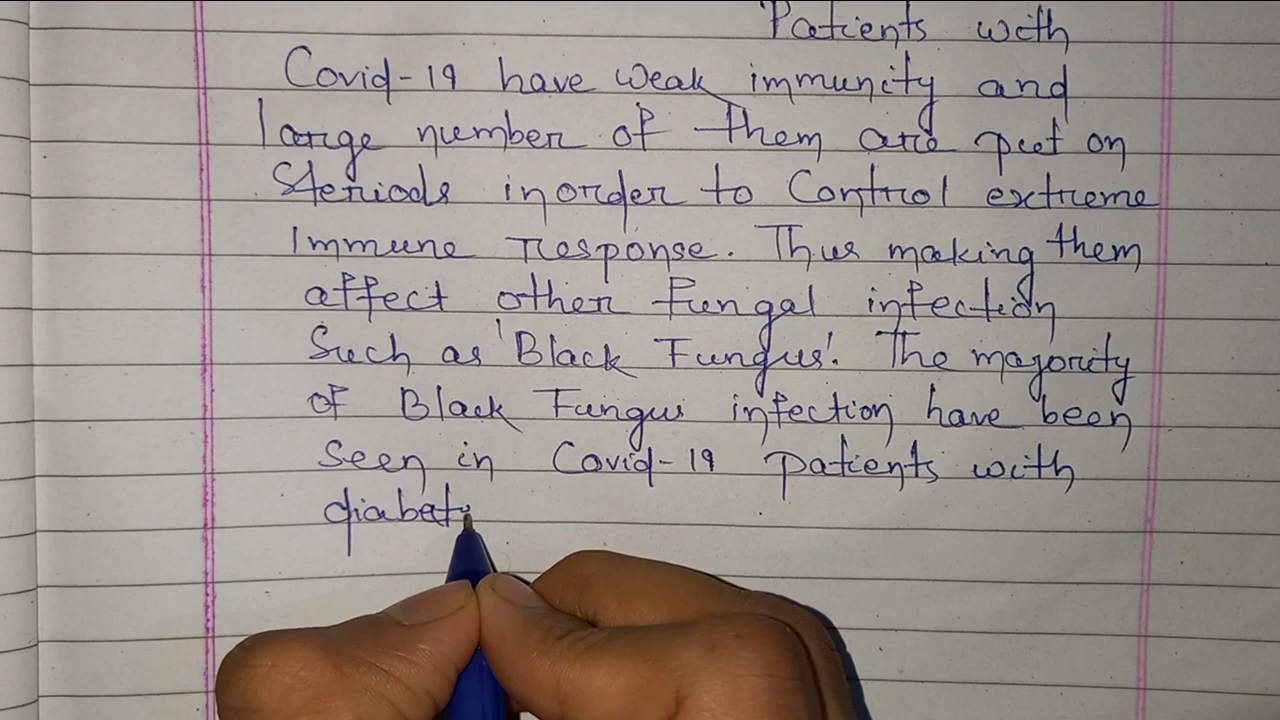 Patients with
Covid-19 have weak immunity and
large number of them are put on
Steriods inorder to Control extreme
Immune Response. Thus making them
affect other fungal infection
Such as 'Black Fungus'. The majority
of Black Fungus infection have been
Seen in Covid-19 patients with
diabete